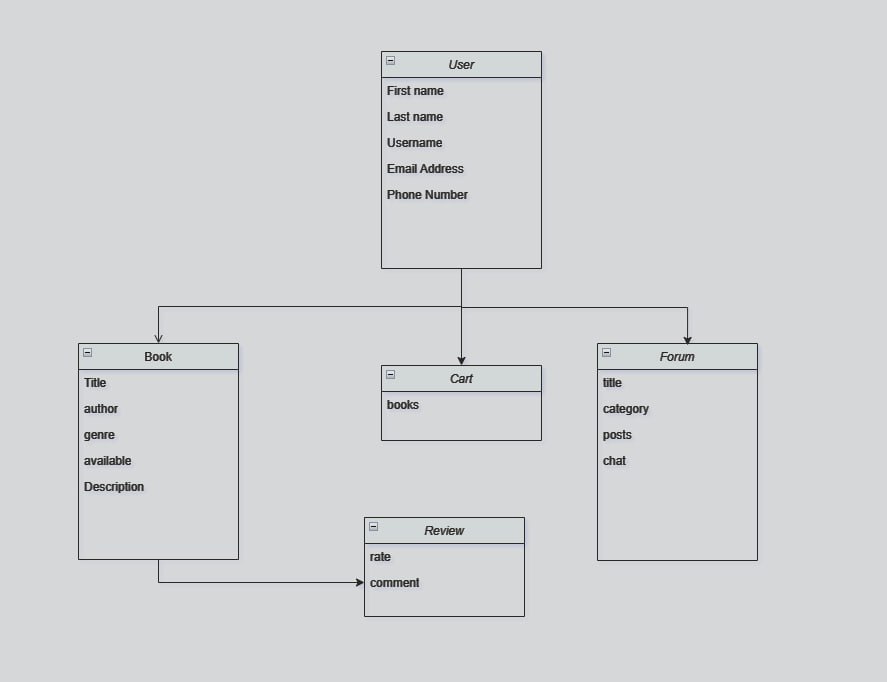 User
First name
Last name
Username
Email Address
Phone Number
Book
Title
author
genre
available
Description
Cart
books
Forum
title
category
posts
chat
Review
rate
comment